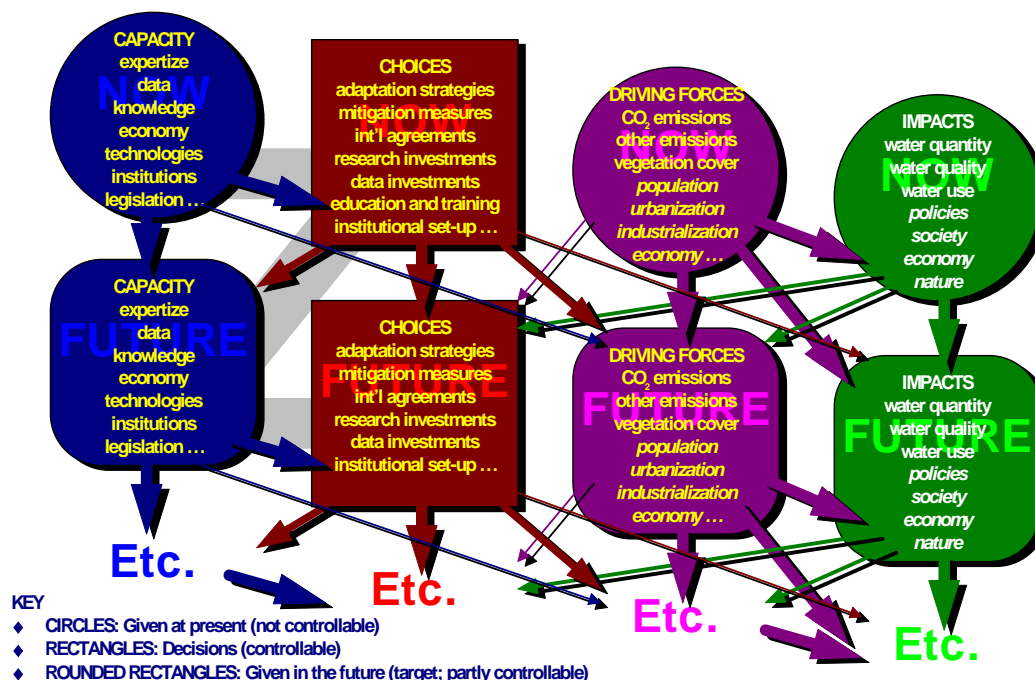 CAPACITY
expertize
data
knowledge
economy
technologies
institutions
legislation …
NOW
CHOICES
adaptation strategies
mitigation measures
int'l agreements
research investments
data investments
education and training
institutional set-up …
NOW
DRIVING FORCES
CO2 emissions
other emissions
vegetation cover
population
urbanization
industrialization
economy …
NOW
IMPACTS
water quantity
water quality
water use
policies
society
economy
nature
NOW
CAPACITY
expertize
data
knowledge
economy
technologies
institutions
legislation …
FUTURE
CHOICES
adaptation strategies
mitigation measures
int'l agreements
research investments
data investments
institutional set-up …
FUTURE
DRIVING FORCES
CO2 emissions
other emissions
vegetation cover
population
urbanization
industrialization
economy …
FUTURE
IMPACTS
water quantity
water quality
water use
policies
society
economy
nature
FUTURE
Etc.
Etc.
Etc.
Etc.
KEY
♦ CIRCLES: Given at present (not controllable)
♦ RECTANGLES: Decisions (controllable)
♦ ROUNDED RECTANGLES: Given in the future (target; partly controllable)